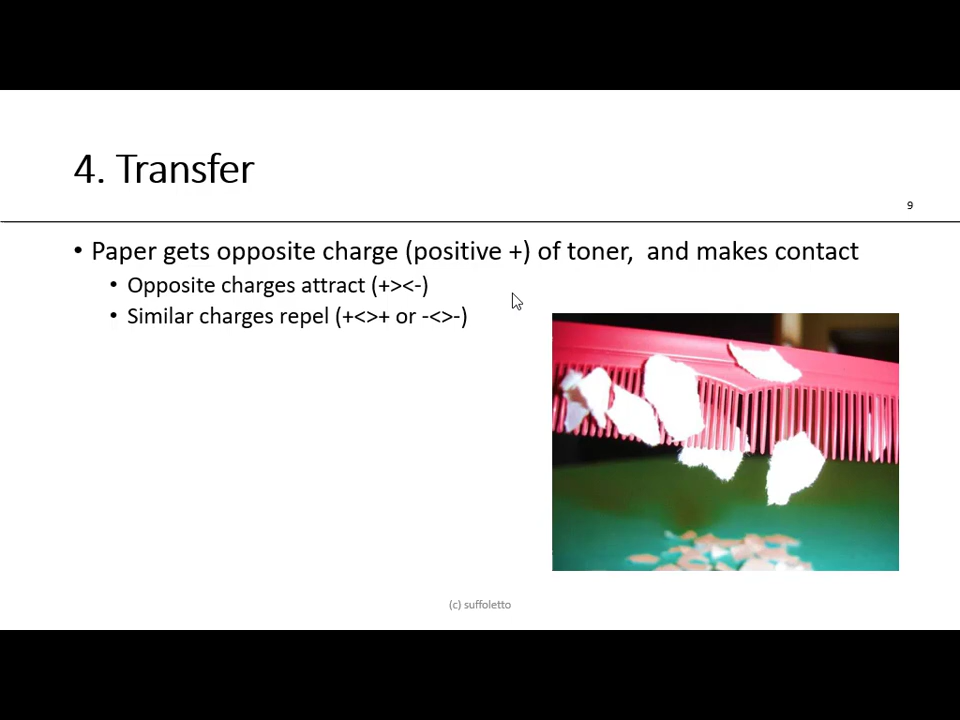 4. Transfer
9
• Paper gets opposite charge (positive +) of toner,  and makes contact
• Opposite charges attract (+><-)
• Similar charges repel (+<>+ or -<>-)
(c) suffoletto